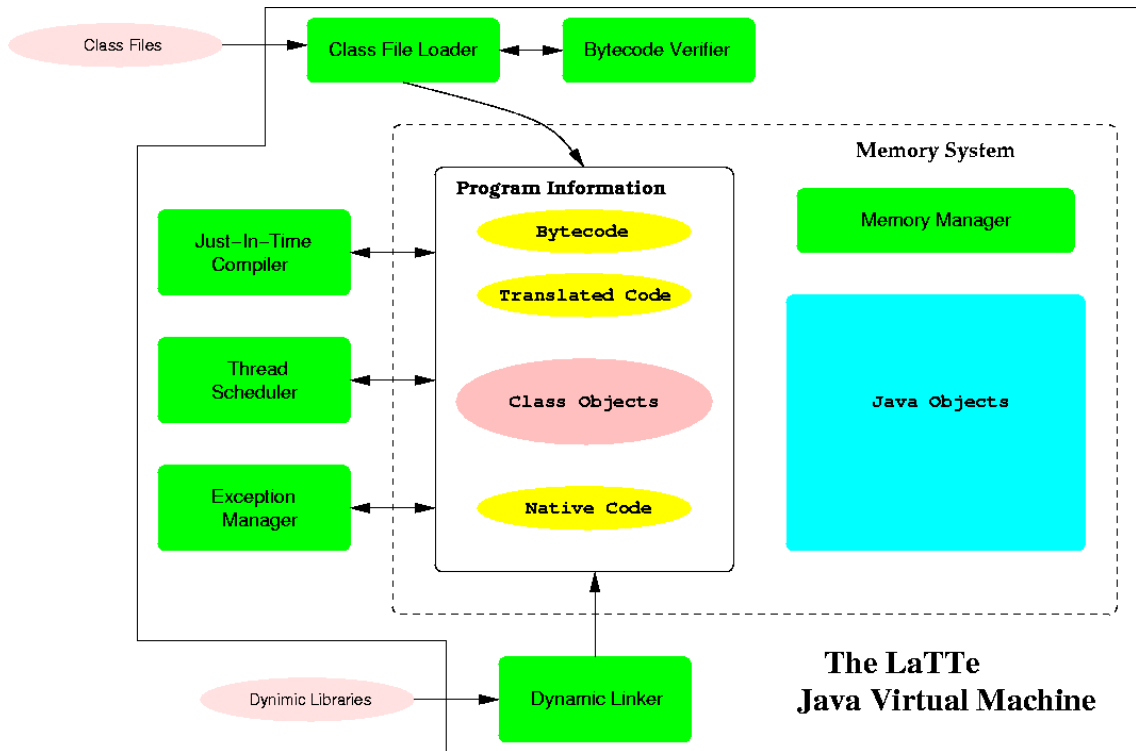 Class Files
Class File Loader
Bytecode Verifier
Memory System
Program Information
Memory Manager
Bytecode
Just-In-Time
Compiler
Translated Code
Thread
Scheduler
Class Objects
Java Objects
Exception
Manager
Native Code
The LaTTe
Java Virtual Machine
Dynimic Libraries
Dynamic Linker